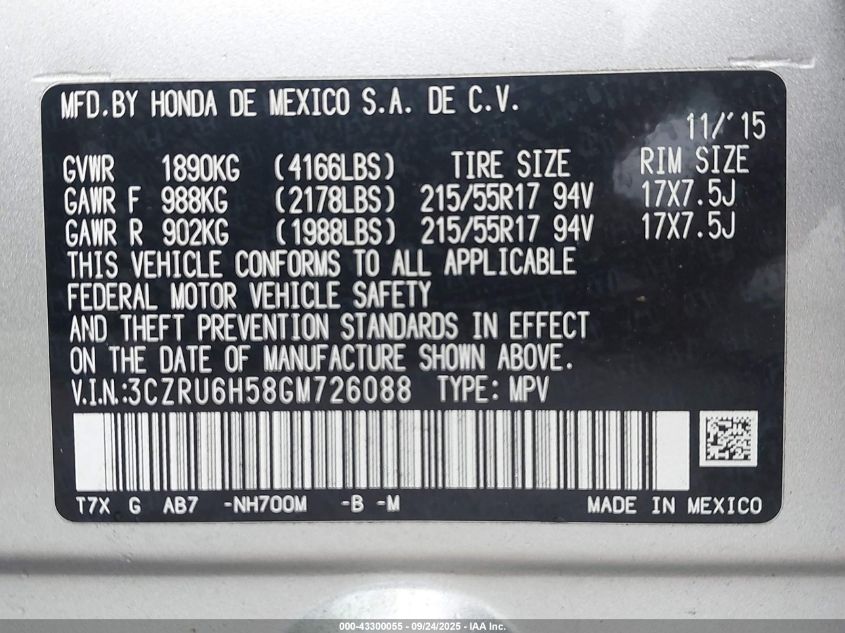 MFD.BY HONDA DE MEXICO S.A. DE C.V.
11/'15
GVWR 1890KG (4166LBS) TIRE SIZE RIM SIZE
GAWR F 988KG (2178LBS) 215/55R17 94V 17X7.5J
GAWR R 902KG (1988LBS) 215/55R17 94V 17X7.5J
THIS VEHICLE CONFORMS TO ALL APPLICABLE
FEDERAL MOTOR VEHICLE SAFETY
AND THEFT PREVENTION STANDARDS IN EFFECT
ON THE DATE OF MANUFACTURE SHOWN ABOVE.
V.I.N.:3CZRU6H58GM726088 TYPE: MPV
T7X G AB7 -NH700M -B -M MADE IN MEXICO
000-43300055 - 09/24/2025 - IAA Inc.